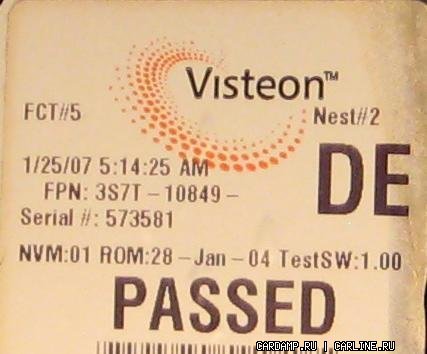 Visteon™
FCT#5 Nest#2
1/25/07 5:14:25 AM DE
FPN: 3S7T-10849-
Serial #: 573581
NVM:01 ROM:28-Jan-04 TestSW:1.00
PASSED
CARDAMP.RU | CARLINE.RU